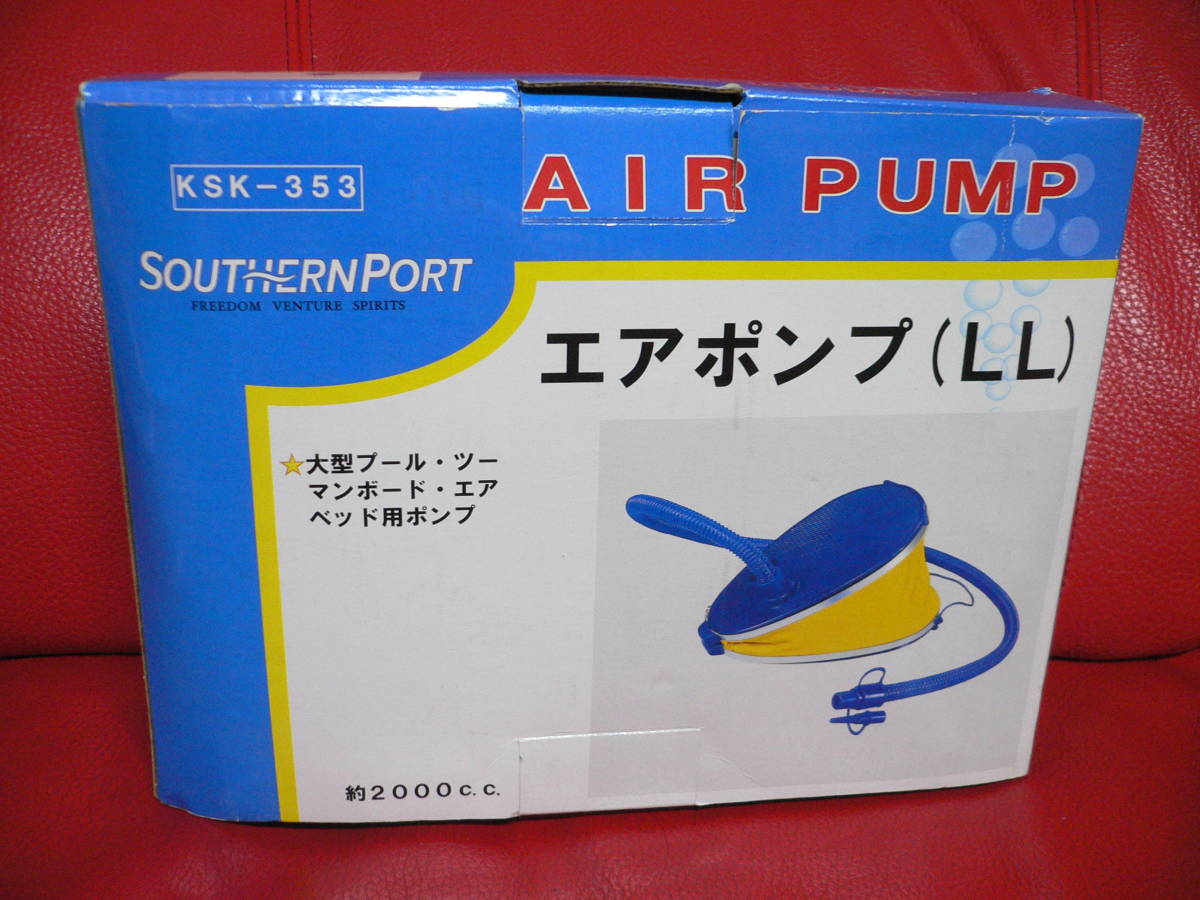 KSK-353
AIR PUMP
SOUTHERNPORT
FREEDOM VENTURE SPIRITS
エアポンプ(LL)
★大型プール・ツー
マンボード・エア
ベッド用ポンプ
約2000c.c.